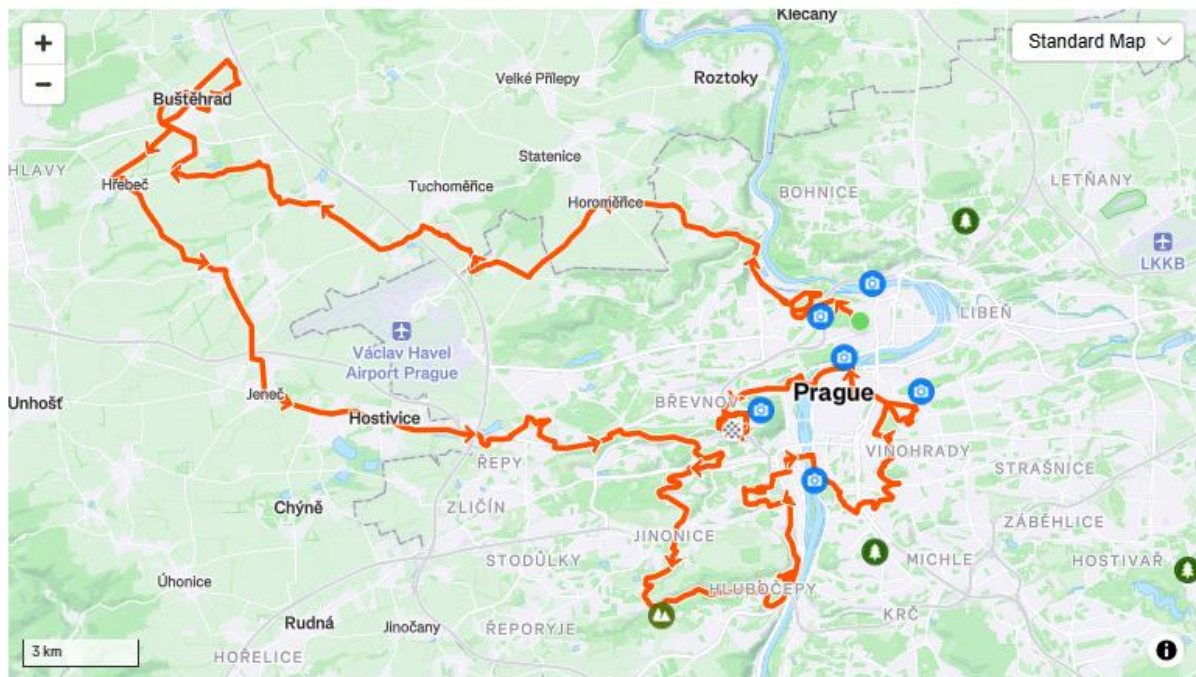 Klecany
+
Standard Map
−
Velké Přílepy
Roztoky
Buštěhrad
Statenice
HLAVY
Hřebeč
Tuchoměřice
LETŇANY
BOHNICE
Horoměřice
LKKB
LIBEŇ
Václav Havel
Airport Prague
Jeneč
Prague
Unhošť
BŘEVNOV
Hostivice
VINOHRADY
ŘEPY
STRAŠNICE
Chýně
ZLIČÍN
ZÁBĚHLICE
JINONICE
STODŮLKY
MICHLE
HOSTIVAŘ
Úhonice
HLUBOČEPY
KRČ
Rudná
Jinočany
ŘEPORYJE
3 km
HOŘELICE